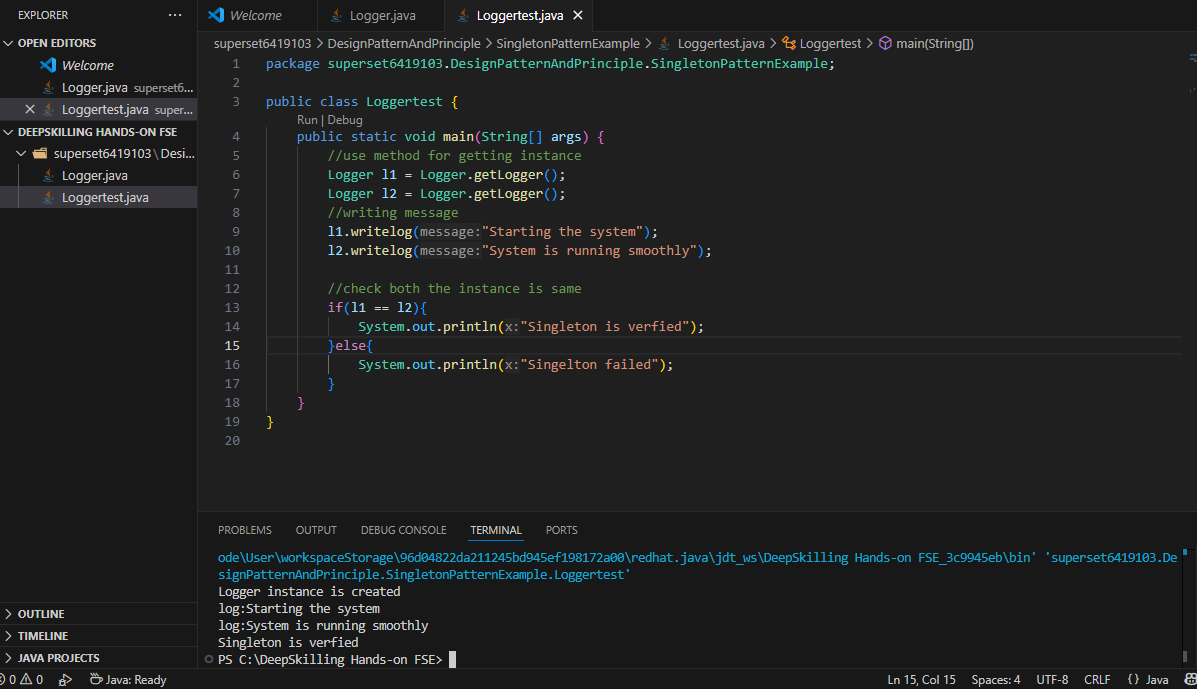 EXPLORER
···
Welcome
Logger.java
Loggertest.java ×
OPEN EDITORS
Welcome
Logger.java superset6...
Loggertest.java super...
DEEPSKILLING HANDS-ON FSE
superset6419103\Desi...
Logger.java
Loggertest.java
OUTLINE
TIMELINE
JAVA PROJECTS
superset6419103 > DesignPatternAndPrinciple > SingletonPatternExample > Loggertest.java > Loggertest > main(String[])
1 package superset6419103.DesignPatternAndPrinciple.SingletonPatternExample;
2
3 public class Loggertest {
Run | Debug
4 public static void main(String[] args) {
5 //use method for getting instance
6 Logger l1 = Logger.getLogger();
7 Logger l2 = Logger.getLogger();
8 //writing message
9 l1.writelog(message:"Starting the system");
10 l2.writelog(message:"System is running smoothly");
11
12 //check both the instance is same
13 if(l1 == l2){
14 System.out.println(x:"Singleton is verfied");
15 }else{
16 System.out.println(x:"Singelton failed");
17 }
18 }
19 }
20
PROBLEMS OUTPUT DEBUG CONSOLE TERMINAL PORTS
ode\User\workspaceStorage\96d04822da211245bd945ef198172a00\redhat.java\jdt_ws\DeepSkilling Hands-on FSE_3c9945eb\bin' 'superset6419103.De
signPatternAndPrinciple.SingletonPatternExample.Loggertest'
Logger instance is created
log:Starting the system
log:System is running smoothly
Singleton is verfied
PS C:\DeepSkilling Hands-on FSE>
0 0 Java: Ready Ln 15, Col 15 Spaces: 4 UTF-8 CRLF {} Java